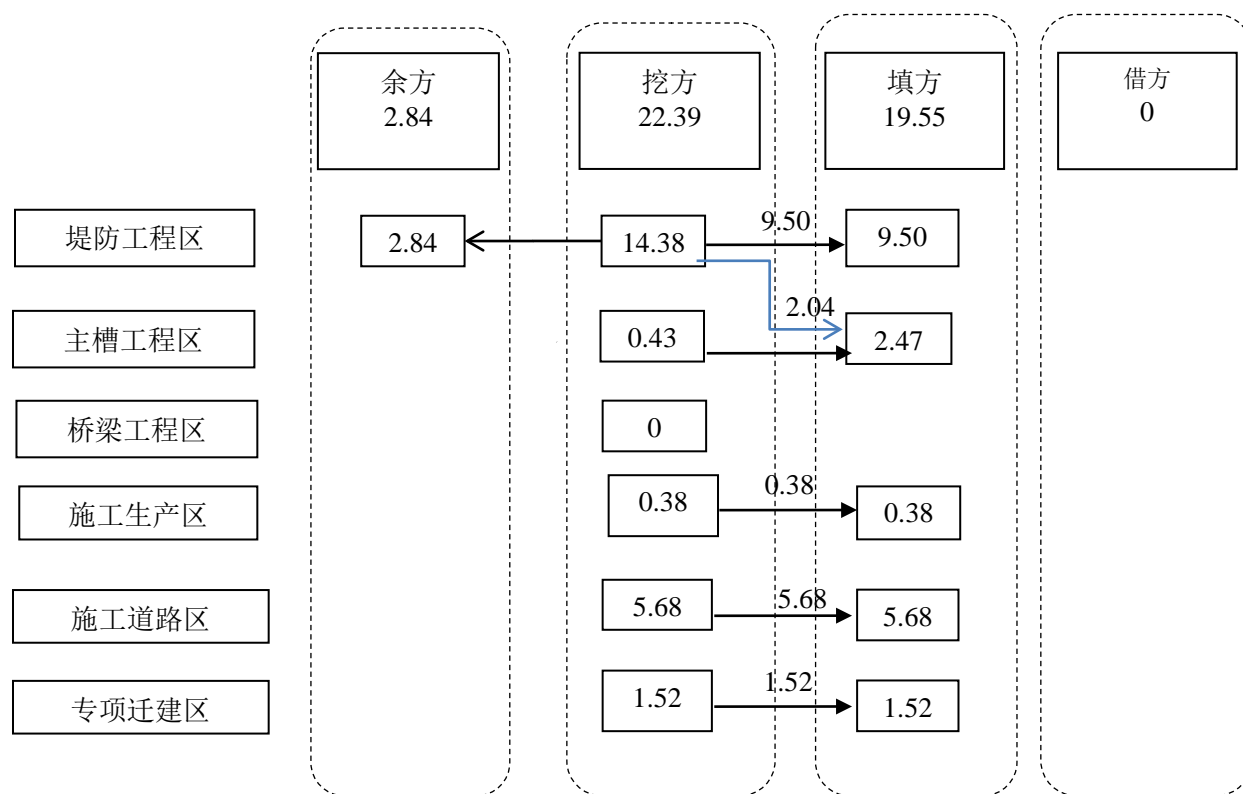 余方
2.84
挖方
22.39
填方
19.55
借方
0
堤防工程区
2.84
14.38
9.50
9.50
主槽工程区
0.43
2.04
2.47
桥梁工程区
0
施工生产区
0.38
0.38
0.38
施工道路区
5.68
5.68
5.68
专项迁建区
1.52
1.52
1.52